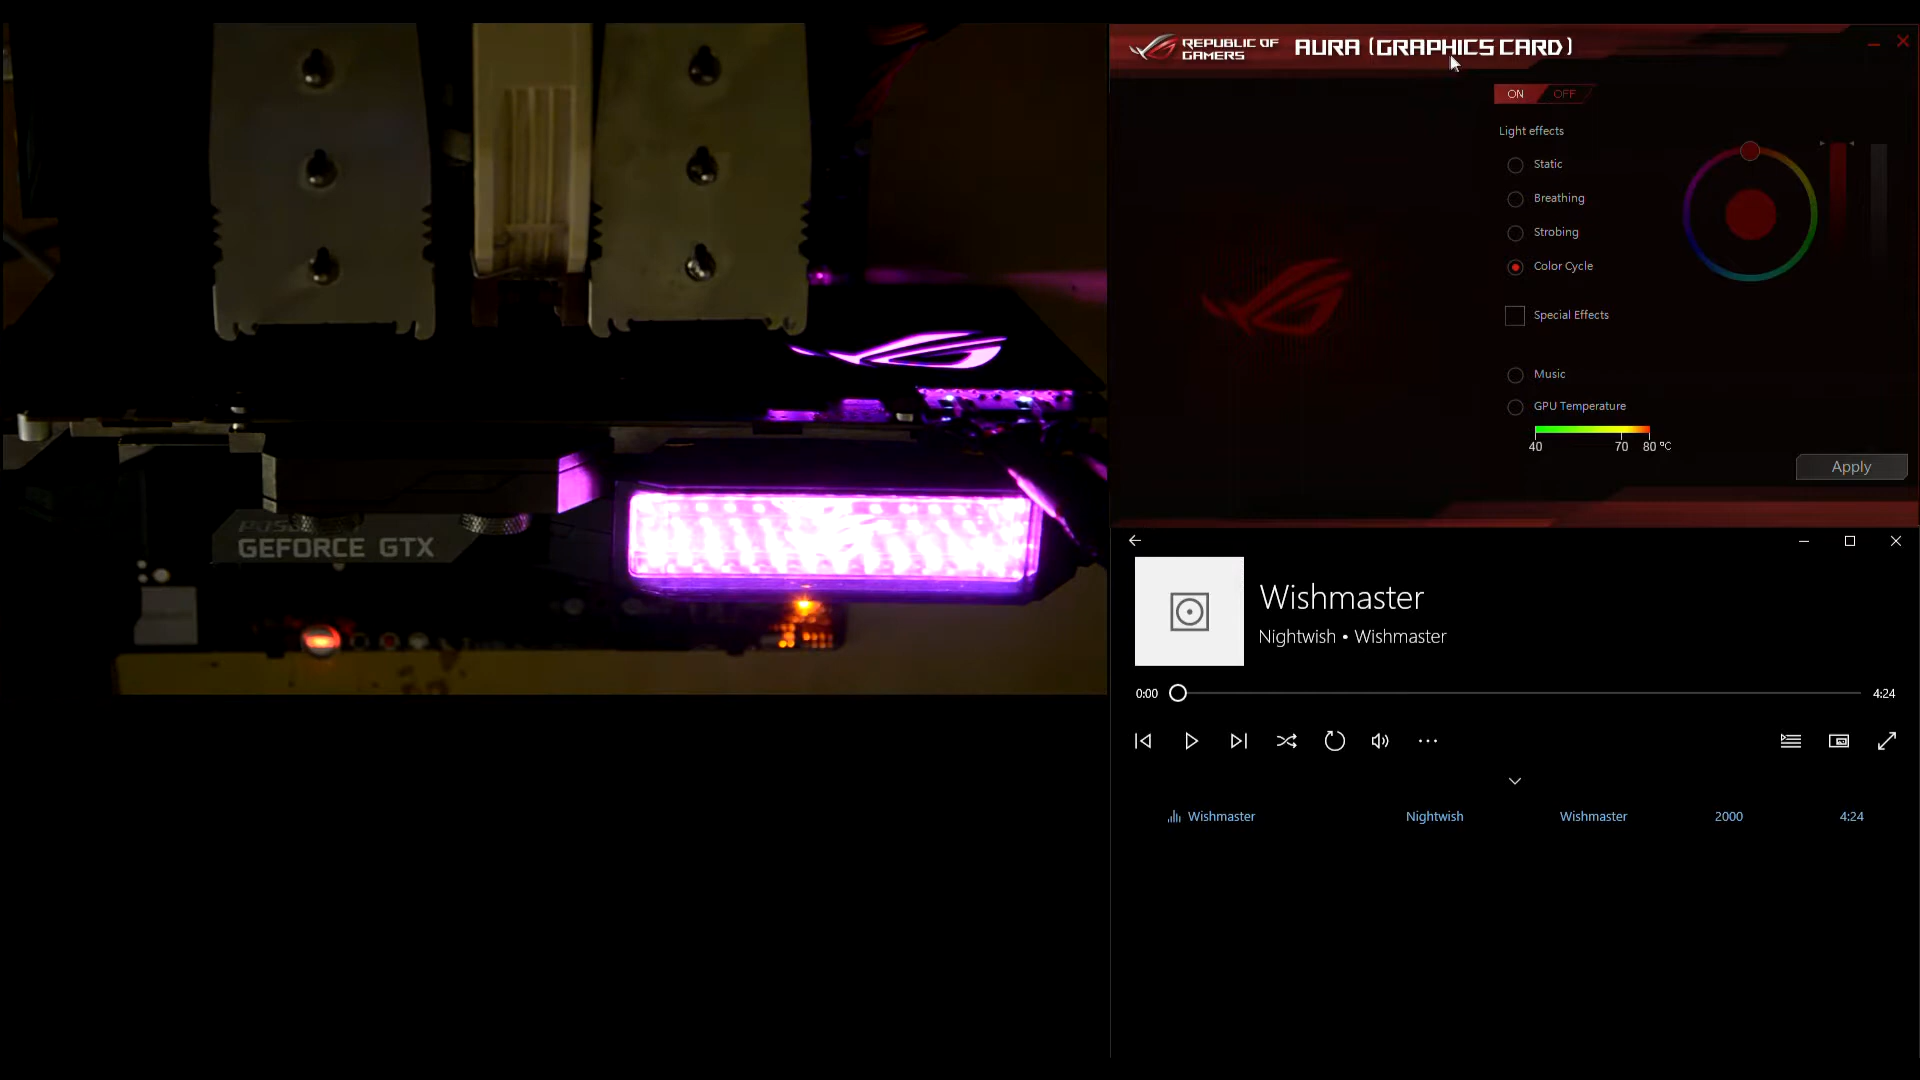 GEFORCE GTX
REPUBLIC OF
GAMERS
AURA (GRAPHICS CARD)
ON OFF
Light effects
Static
Breathing
Strobing
Color Cycle
Special Effects
Music
GPU Temperature
40 70 80 °C
Apply
Wishmaster
Nightwish • Wishmaster
0:00 4:24
Wishmaster Nightwish Wishmaster 2000 4:24